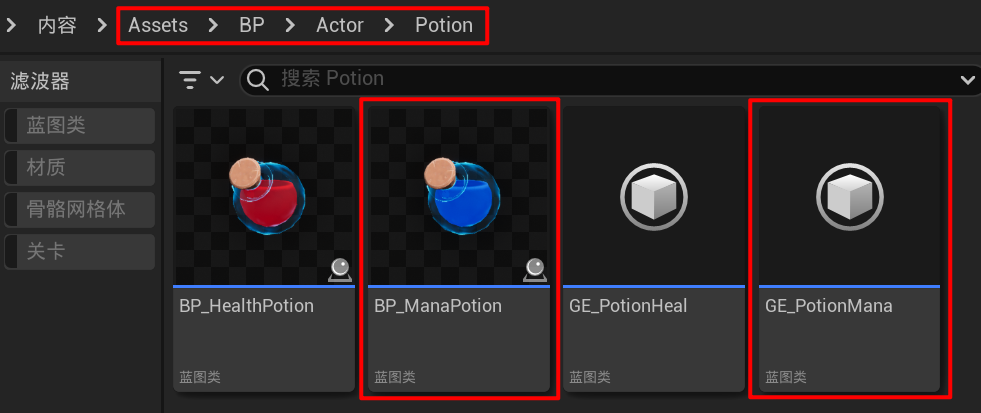 内容 Assets BP Actor Potion
滤波器
搜索 Potion
蓝图类
材质
骨骼网格体
关卡
BP_HealthPotion
蓝图类
BP_ManaPotion
蓝图类
GE_PotionHeal
蓝图类
GE_PotionMana
蓝图类